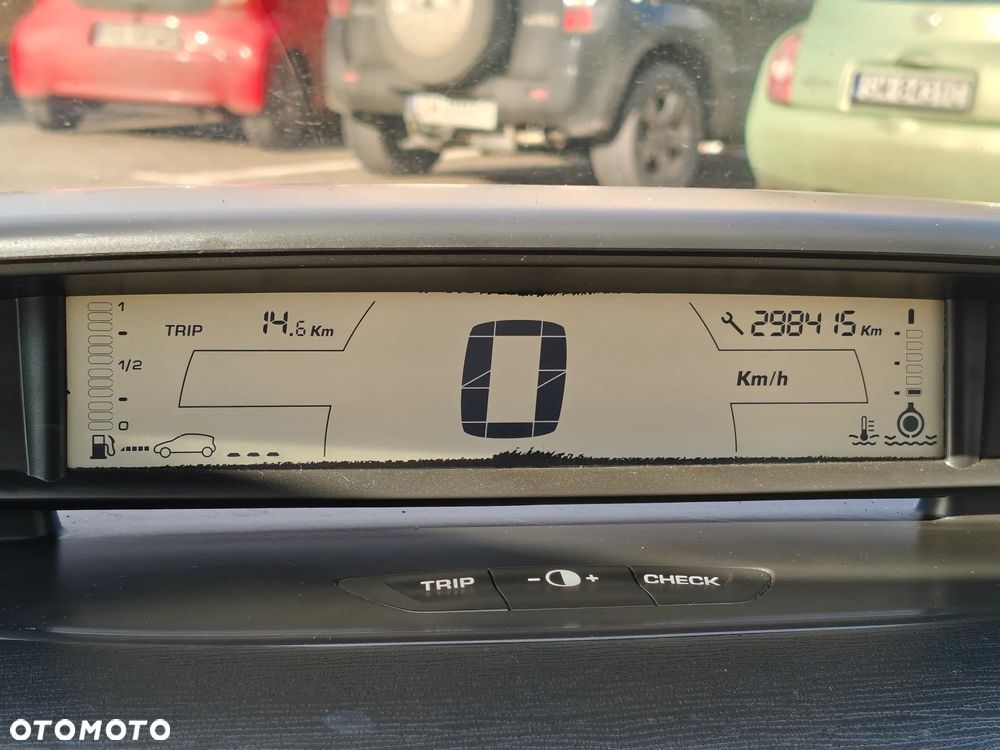 1
TRIP 14.6 Km
298415 Km
1/2
Km/h
0
0
TRIP - + CHECK
OTOMOTO